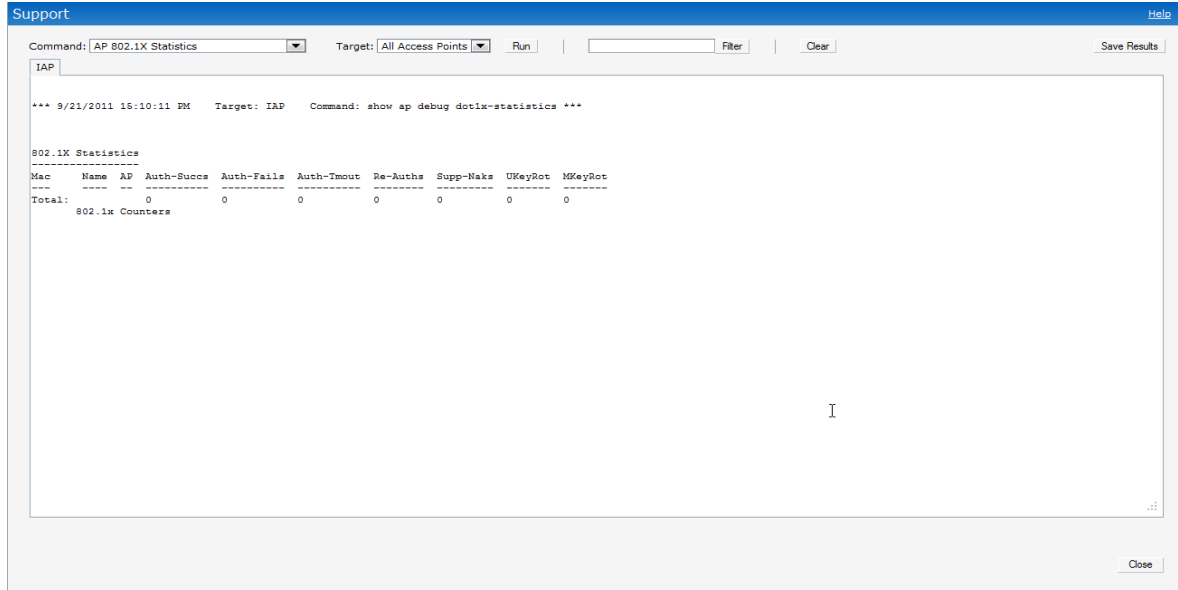 Support Help
Command: AP 802.1X Statistics Target: All Access Points Run | Filter | Clear Save Results
IAP
*** 9/21/2011 15:10:11 PM    Target: IAP    Command: show ap debug dot1x-statistics ***
802.1X Statistics
-----------------
Mac    Name  AP  Auth-Succs  Auth-Fails  Auth-Tmout  Re-Auths  Supp-Naks  UKeyRot  MKeyRot
---    ----  --  ----------  ----------  ----------  --------  ---------  -------  -------
Total:           0           0           0           0         0          0        0
802.1x Counters
Close